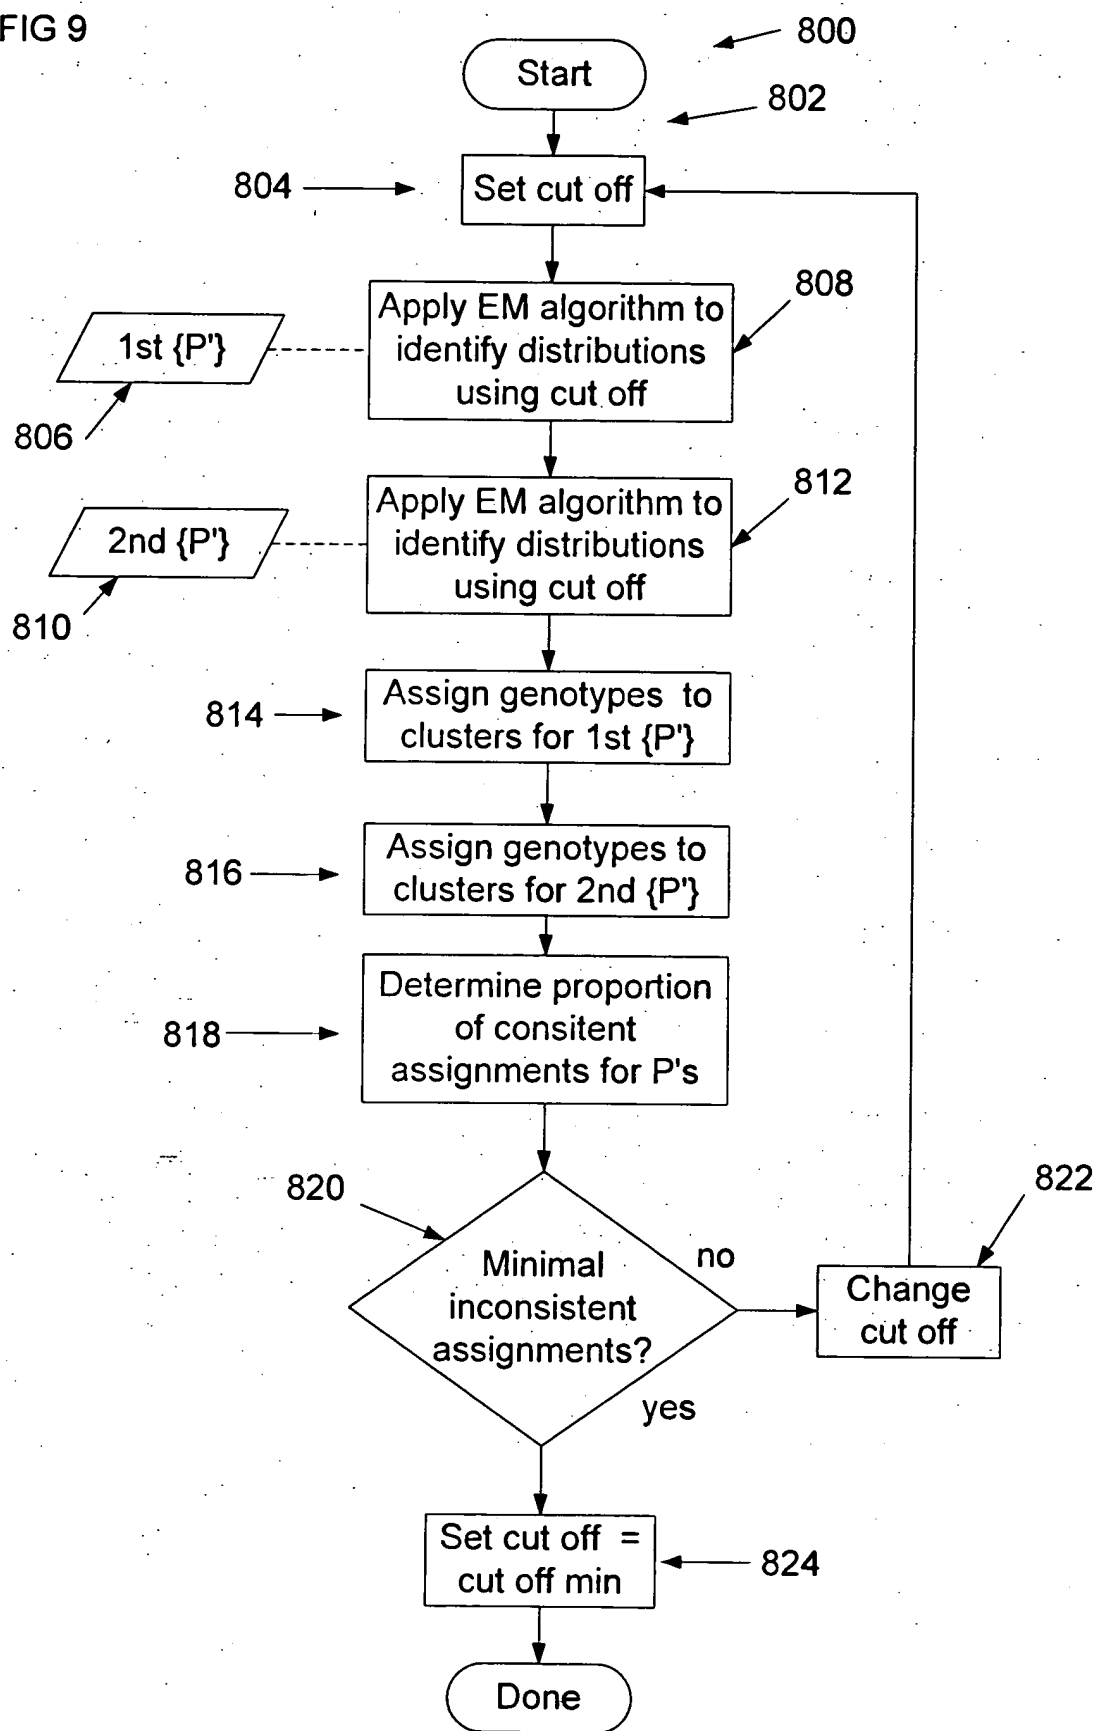 FIG 9
800
Start
802
804
Set cut off
808
Apply EM algorithm to
identify distributions
using cut off
1st {P'}
806
812
Apply EM algorithm to
identify distributions
using cut off
2nd {P'}
810
814
Assign genotypes to
clusters for 1st {P'}
816
Assign genotypes to
clusters for 2nd {P'}
818
Determine proportion
of consitent
assignments for P's
820
822
Minimal
inconsistent
assignments?
no
Change
cut off
yes
Set cut off =
cut off min
824
Done